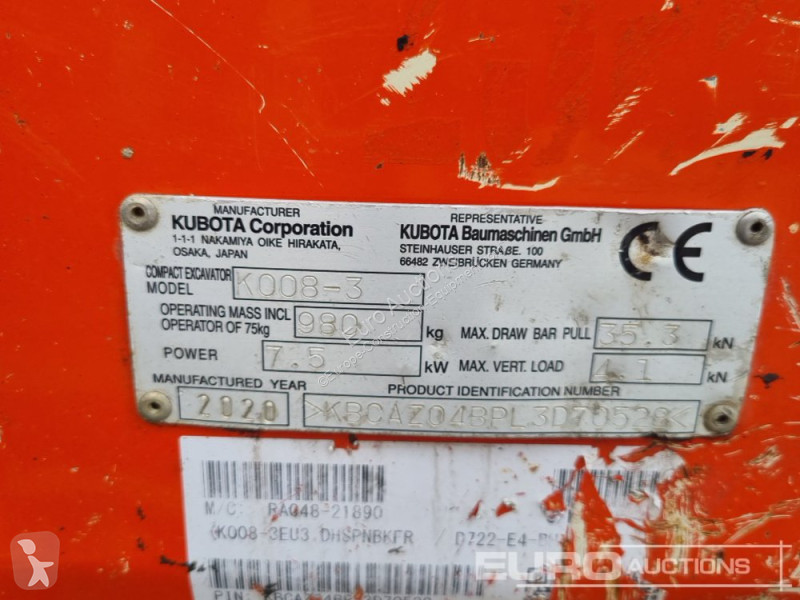 MANUFACTURER
KUBOTA Corporation
1-1-1 NAKAMIYA OIKE HIRAKATA,
OSAKA, JAPAN
REPRESENTATIVE
KUBOTA Baumaschinen GmbH
STEINHAUSER STRAßE. 100
66482 ZWEIBRÜCKEN GERMANY
CE
COMPACT EXCAVATOR
MODEL K008-3
OPERATING MASS INCL
OPERATOR OF 75kg 980 kg
MAX. DRAW BAR PULL 35.3 kN
POWER 7.5 kW
MAX. VERT. LOAD 4.1 kN
MANUFACTURED YEAR
2020
PRODUCT IDENTIFICATION NUMBER
>KBCAZ04BPL3D70528<
M/C: RA048-21890
(K008-3EU3.DHSPNBKFR / D722-E4-
PIN:
EURO AUCTIONS
m